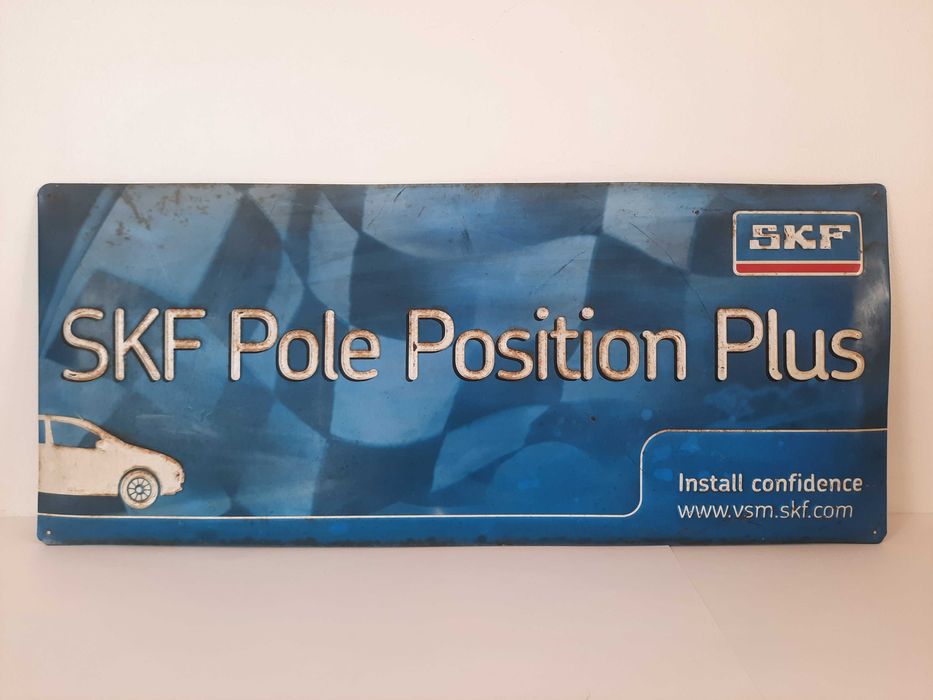 SKF
SKF Pole Position Plus
Install confidence
www.vsm.skf.com